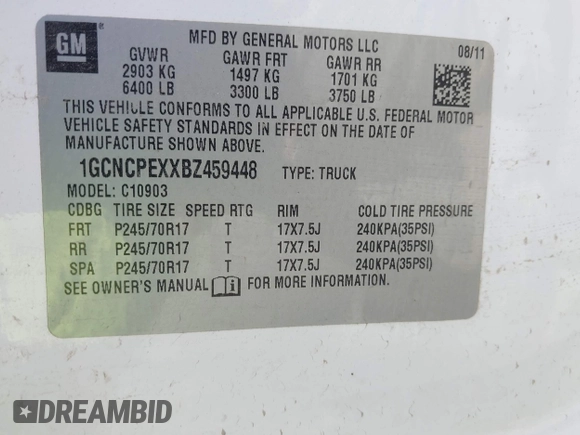 GM
MFD BY GENERAL MOTORS LLC
08/11
GVWR GAWR FRT GAWR RR
2903 KG 1497 KG 1701 KG
6400 LB 3300 LB 3750 LB
THIS VEHICLE CONFORMS TO ALL APPLICABLE U.S. FEDERAL MOTOR
VEHICLE SAFETY STANDARDS IN EFFECT ON THE DATE OF
MANUFACTURE SHOWN ABOVE.
1GCNCPEXXBZ459448 TYPE: TRUCK
MODEL: C10903
CDBG TIRE SIZE SPEED RTG RIM COLD TIRE PRESSURE
FRT P245/70R17 T 17X7.5J 240KPA(35PSI)
RR P245/70R17 T 17X7.5J 240KPA(35PSI)
SPA P245/70R17 T 17X7.5J 240KPA(35PSI)
SEE OWNER'S MANUAL FOR MORE INFORMATION.
DREAMBID